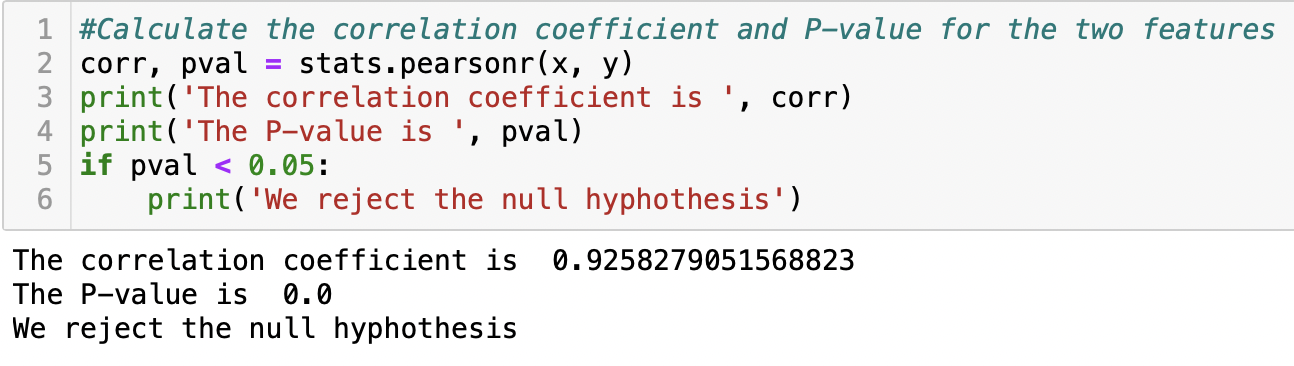 1 #Calculate the correlation coefficient and P-value for the two features
2 corr, pval = stats.pearsonr(x, y)
3 print('The correlation coefficient is ', corr)
4 print('The P-value is ', pval)
5 if pval < 0.05:
6     print('We reject the null hyphothesis')
The correlation coefficient is  0.9258279051568823
The P-value is  0.0
We reject the null hyphothesis